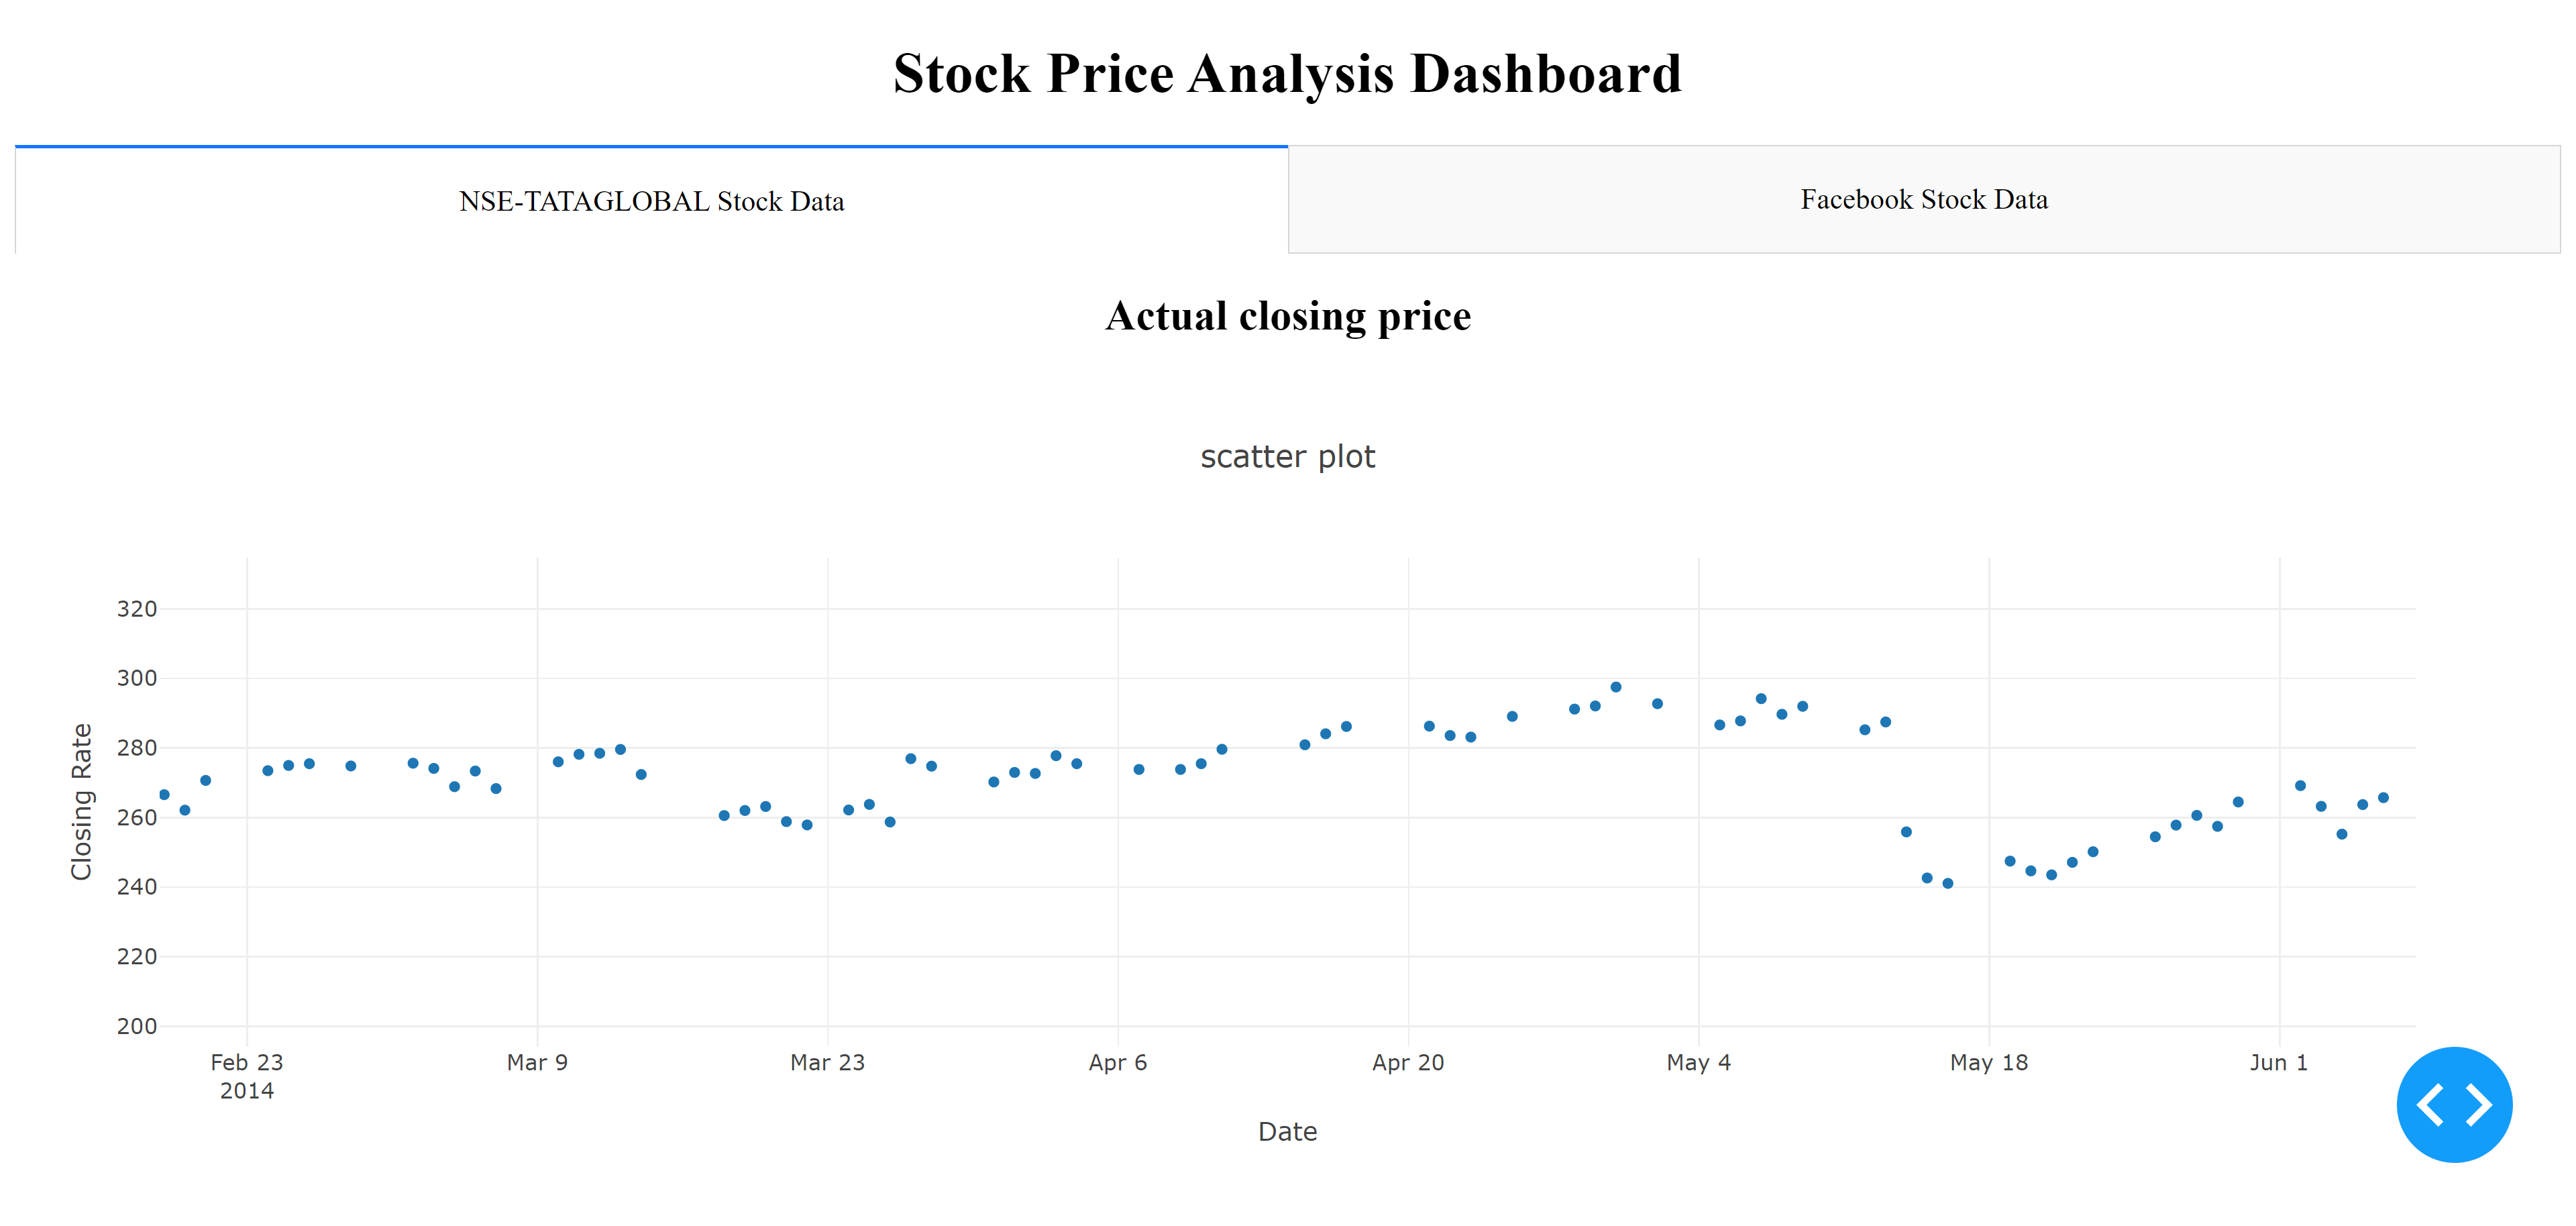 Stock Price Analysis Dashboard
NSE-TATAGLOBAL Stock Data
Facebook Stock Data
Actual closing price
scatter plot
320
300
280
260
240
220
200
Closing Rate
Feb 23 Mar 9 Mar 23 Apr 6 Apr 20 May 4 May 18 Jun 1
2014
Date